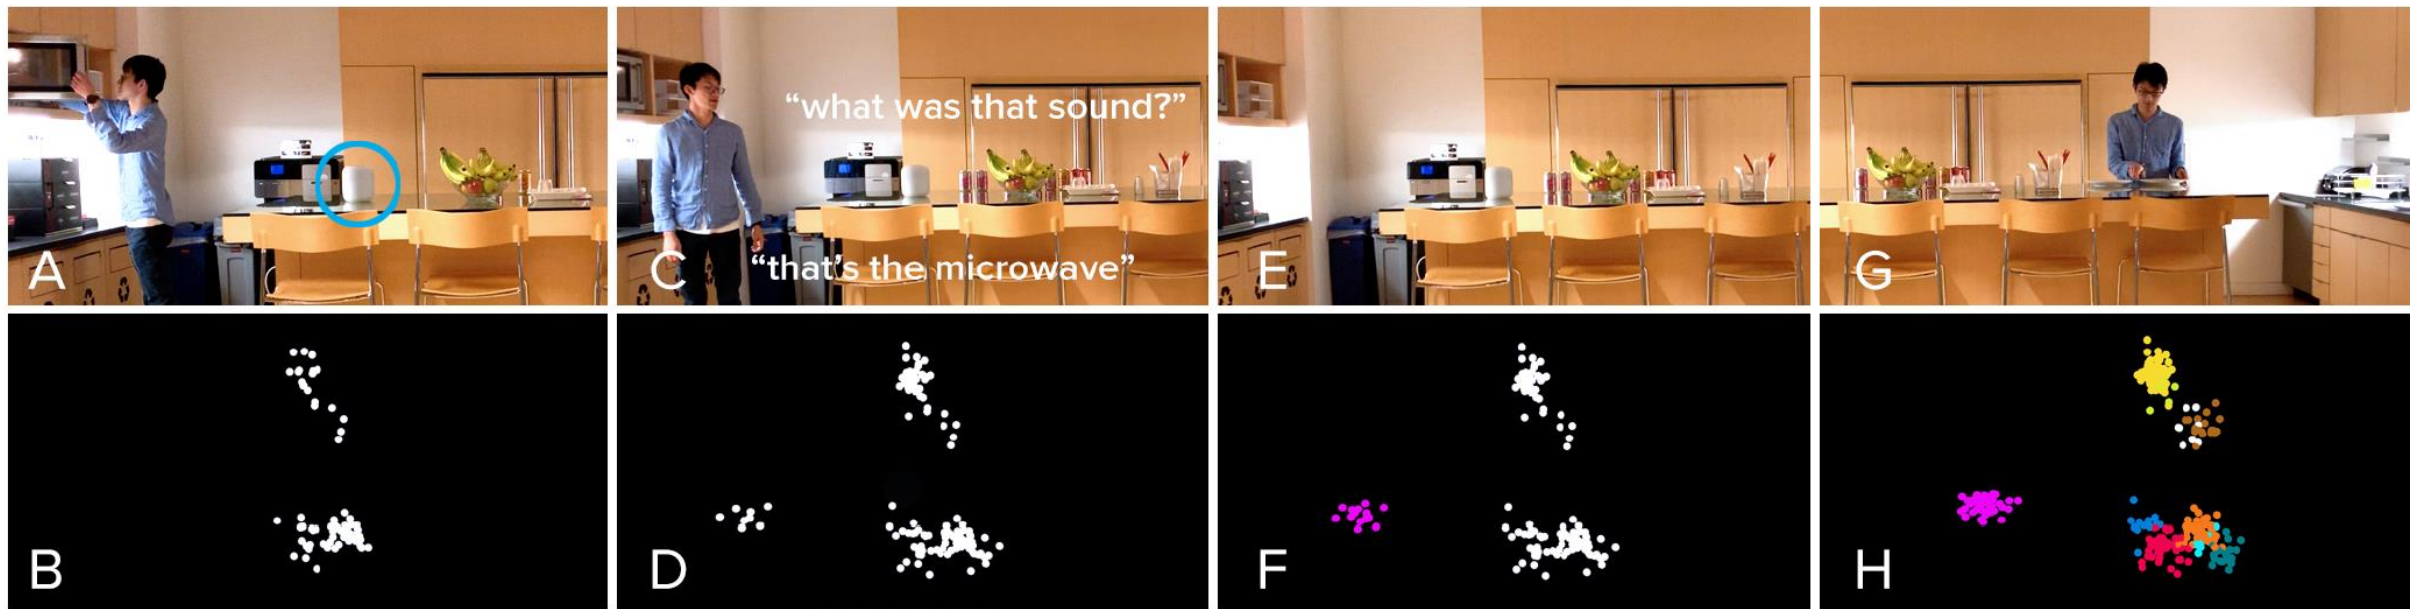 A
"what was that sound?"
C
"that's the microwave"
E
G
B
D
F
H